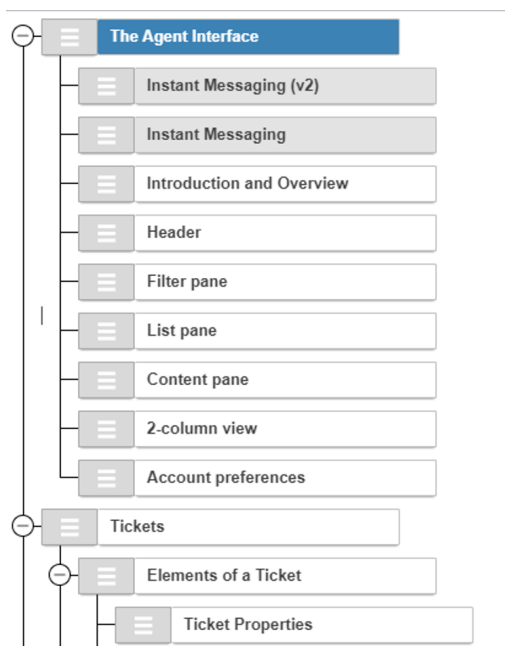 The Agent Interface
Instant Messaging (v2)
Instant Messaging
Introduction and Overview
Header
Filter pane
List pane
Content pane
2-column view
Account preferences
Tickets
Elements of a Ticket
Ticket Properties